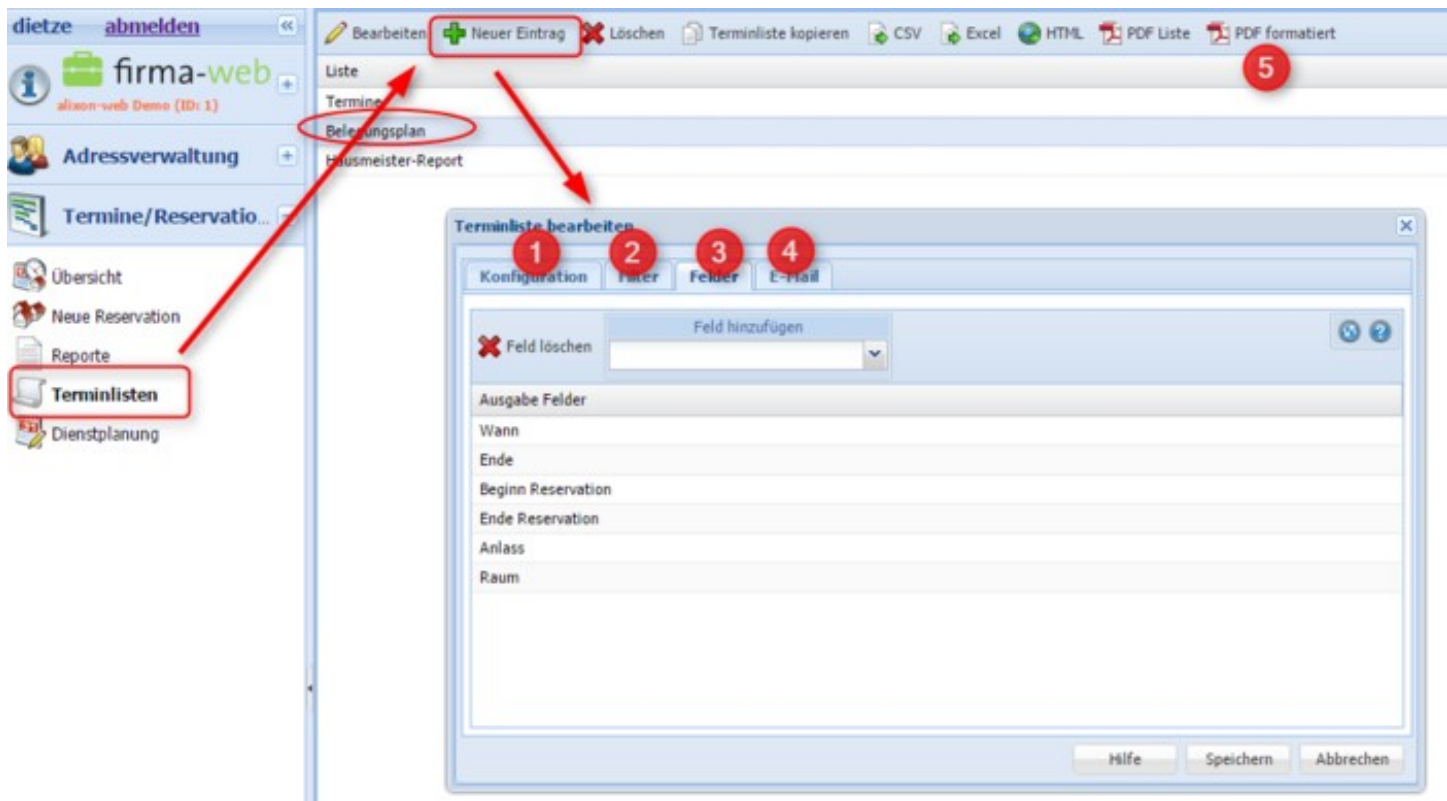 dietze abmelden
firma-web
alixon-web Demo (ID: 1)
Adressverwaltung
Termine/Reservatio...
Übersicht
Neue Reservation
Reporte
Terminlisten
Dienstplanung
Bearbeiten Neuer Eintrag Löschen Terminliste kopieren CSV Excel HTML PDF Liste PDF formatiert
5
Liste
Termine
Belegungsplan
Hausmeister-Report
Terminliste bearbeiten
1 2 3 4
Konfiguration Filter Felder E-Mail
Feld löschen
Feld hinzufügen
Ausgabe Felder
Wann
Ende
Beginn Reservation
Ende Reservation
Anlass
Raum
Hilfe Speichern Abbrechen